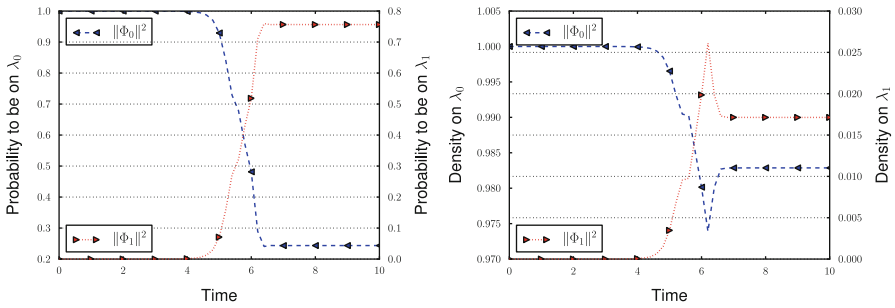 1.0
0.9
0.8
0.7
0.6
0.5
0.4
0.3
0.2
0.8
0.7
0.6
0.5
0.4
0.3
0.2
0.1
0.0
0 2 4 6 8 10
Time
Probability to be on λ₀
Probability to be on λ₁
‖Φ₀‖²
‖Φ₁‖²
1.005
1.000
0.995
0.990
0.985
0.980
0.975
0.970
0.030
0.025
0.020
0.015
0.010
0.005
0.000
0 2 4 6 8 10
Time
Density on λ₀
Density on λ₁
‖Φ₀‖²
‖Φ₁‖²